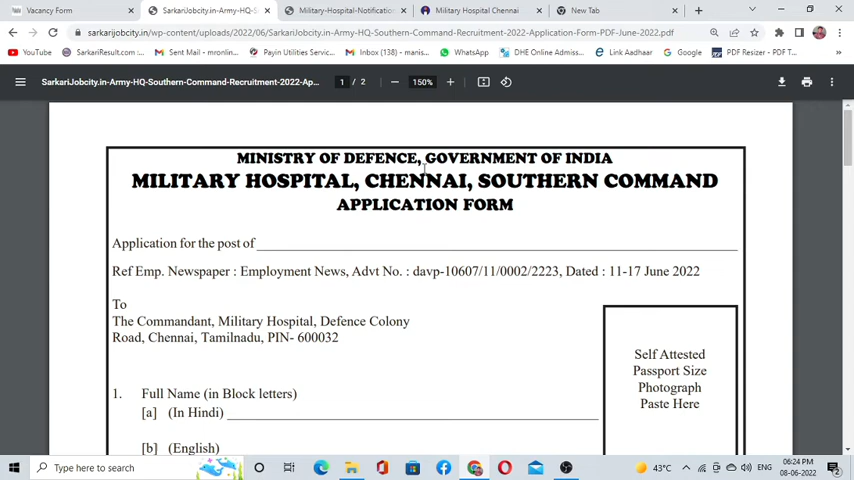 Vacancy Form
SarkariJobcity.in-Army-HQ-S
Military-Hospital-Notification
Military Hospital Chennai
New Tab
sarkarijobcity.in/wp-content/uploads/2022/06/SarkariJobcity.in-Army-HQ-Southern-Command-Recruitment-2022-Application-Form-PDF-June-2022.pdf
YouTube
SarkariResult.com :...
Sent Mail - mronlin...
Payin Utilities Servic...
Inbox (138) - manis...
WhatsApp
DHE Online Admiss...
Link Aadhaar
Google
PDF Resizer - PDF T...
SarkariJobcity.in-Army-HQ-Southern-Command-Recruitment-2022-Ap...
1 / 2
150%
MINISTRY OF DEFENCE, GOVERNMENT OF INDIA
MILITARY HOSPITAL, CHENNAI, SOUTHERN COMMAND
APPLICATION FORM
Application for the post of
Ref Emp. Newspaper : Employment News, Advt No. : davp-10607/11/0002/2223, Dated : 11-17 June 2022
To
The Commandant, Military Hospital, Defence Colony
Road, Chennai, Tamilnadu, PIN- 600032
Self Attested
Passport Size
Photograph
Paste Here
1. Full Name (in Block letters)
[a] (In Hindi)
[b] (English)
Type here to search
43°C
ENG
06:24 PM
08-06-2022
2